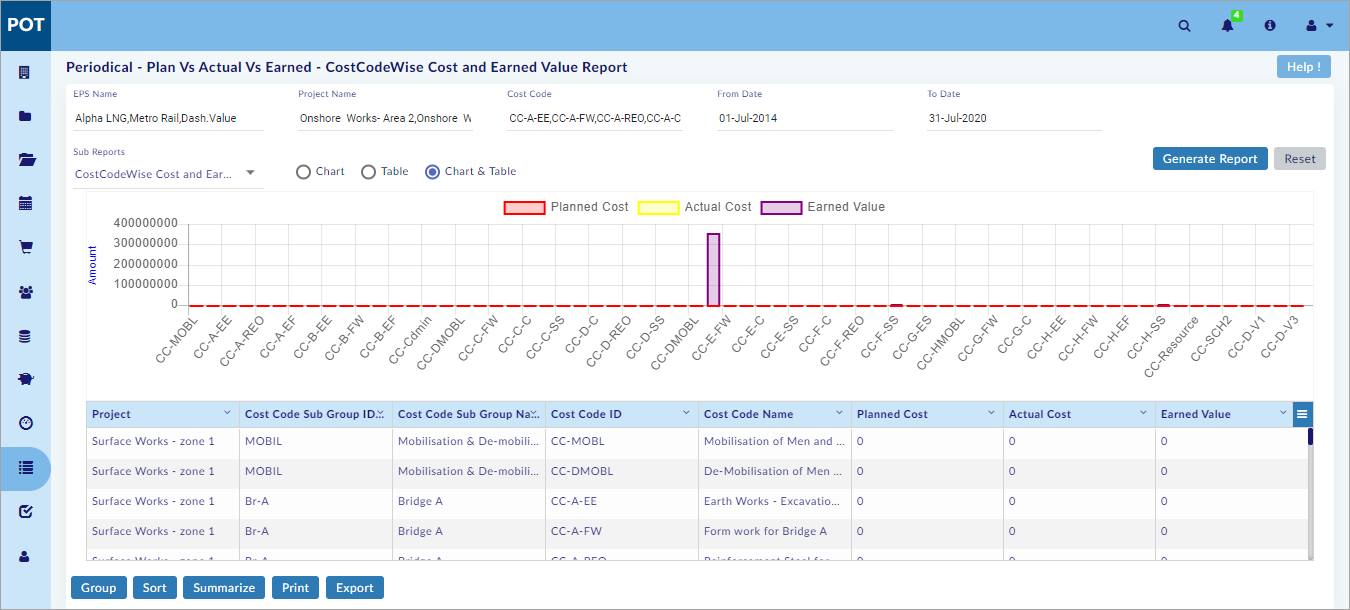 POT
4
Periodical - Plan Vs Actual Vs Earned - CostCodeWise Cost and Earned Value Report
Help !
EPS Name
Project Name
Cost Code
From Date
To Date
Alpha LNG,Metro Rail,Dash.Value
Onshore Works- Area 2,Onshore W
CC-A-EE,CC-A-FW,CC-A-REO,CC-A-C
01-Jul-2014
31-Jul-2020
Sub Reports
CostCodeWise Cost and Ear...
Chart
Table
Chart & Table
Generate Report
Reset
Planned Cost
Actual Cost
Earned Value
Amount
400000000
300000000
200000000
100000000
0
CC-MOBL
CC-A-EE
CC-A-REO
CC-A-EF
CC-B-EE
CC-B-FW
CC-B-EF
CC-Cdmin
CC-DMOBL
CC-C-FW
CC-C-C
CC-C-SS
CC-D-C
CC-D-REO
CC-D-SS
CC-DMOBL
CC-E-FW
CC-E-C
CC-E-SS
CC-F-C
CC-F-REO
CC-F-SS
CC-G-ES
CC-HMOBL
CC-G-FW
CC-G-C
CC-H-EE
CC-H-FW
CC-H-EF
CC-H-SS
CC-Resource
CC-SCH2
CC-D-V1
CC-D-V3
Project Cost Code Sub Group ID... Cost Code Sub Group Na... Cost Code ID Cost Code Name Planned Cost Actual Cost Earned Value
Surface Works - zone 1 MOBIL Mobilisation & De-mobili... CC-MOBL Mobilisation of Men and ... 0 0 0
Surface Works - zone 1 MOBIL Mobilisation & De-mobili... CC-DMOBL De-Mobilisation of Men ... 0 0 0
Surface Works - zone 1 Br-A Bridge A CC-A-EE Earth Works - Excavatio... 0 0 0
Surface Works - zone 1 Br-A Bridge A CC-A-FW Form work for Bridge A 0 0 0
Surface Works - zone 1 Br-A Bridge A CC-A-REO Reinforcement Steel for 0 0 0
Group
Sort
Summarize
Print
Export